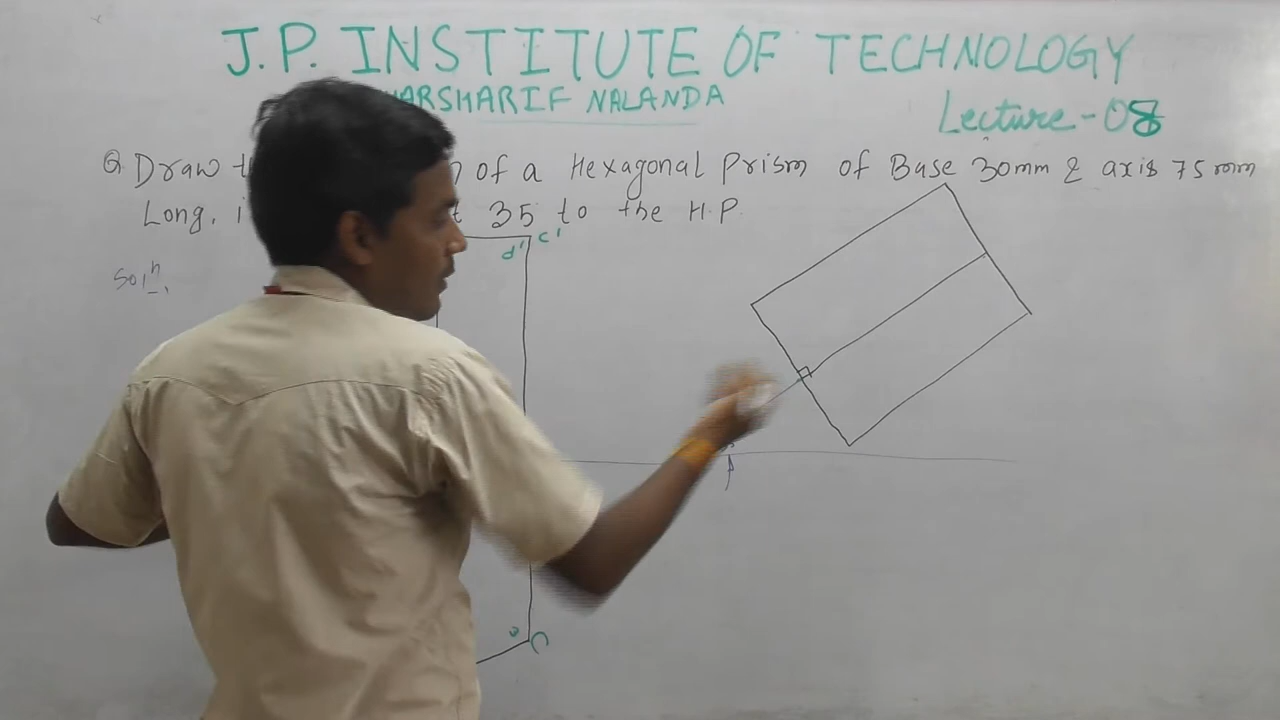 J.P. INSTITUTE OF TECHNOLOGY
HARSHARIF NALANDA
Lecture-08
Q Draw of a Hexagonal Prism of Base 30mm & axis 75mm
Long, 35 to the H.P.
Solⁿ.
d' c'